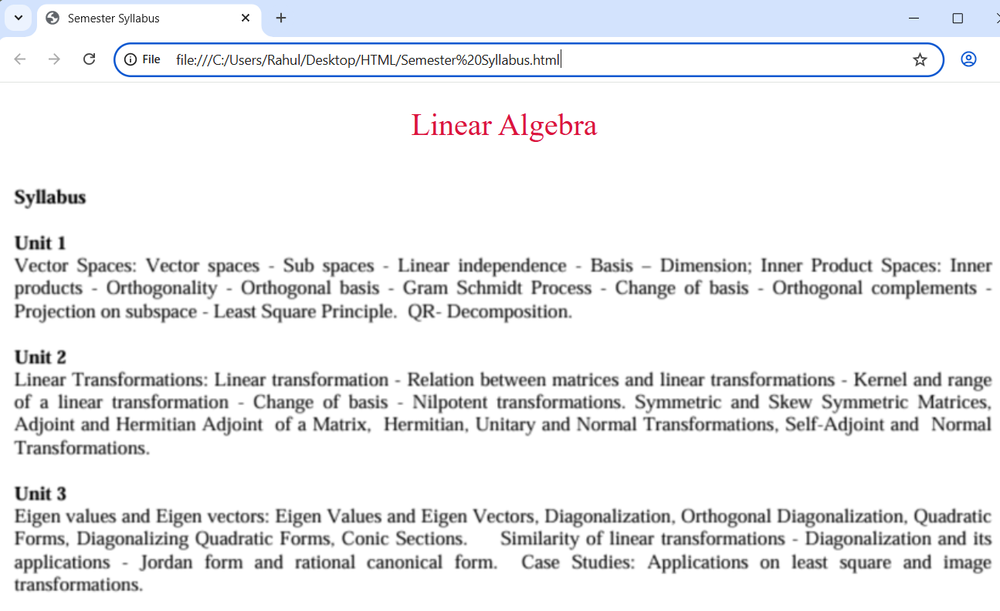 Semester Syllabus
File file:///C:/Users/Rahul/Desktop/HTML/Semester%20Syllabus.html
Linear Algebra
Syllabus
Unit 1
Vector Spaces: Vector spaces - Sub spaces - Linear independence - Basis – Dimension; Inner Product Spaces: Inner
products - Orthogonality - Orthogonal basis - Gram Schmidt Process - Change of basis - Orthogonal complements -
Projection on subspace - Least Square Principle. QR- Decomposition.
Unit 2
Linear Transformations: Linear transformation - Relation between matrices and linear transformations - Kernel and range
of a linear transformation - Change of basis - Nilpotent transformations. Symmetric and Skew Symmetric Matrices,
Adjoint and Hermitian Adjoint of a Matrix, Hermitian, Unitary and Normal Transformations, Self-Adjoint and Normal
Transformations.
Unit 3
Eigen values and Eigen vectors: Eigen Values and Eigen Vectors, Diagonalization, Orthogonal Diagonalization, Quadratic
Forms, Diagonalizing Quadratic Forms, Conic Sections. Similarity of linear transformations - Diagonalization and its
applications - Jordan form and rational canonical form. Case Studies: Applications on least square and image
transformations.